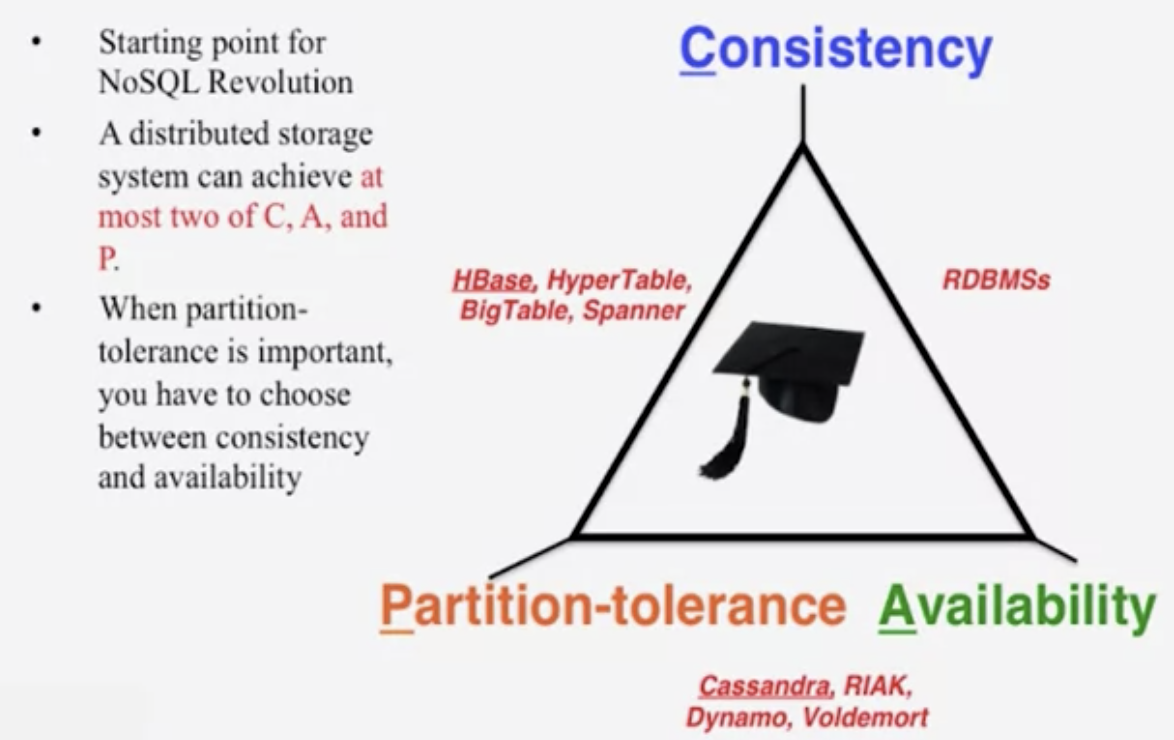 • Starting point for
NoSQL Revolution
• A distributed storage
system can achieve at
most two of C, A, and
P.
• When partition-
tolerance is important,
you have to choose
between consistency
and availability
Consistency
HBase, HyperTable,
BigTable, Spanner
RDBMSs
Partition-tolerance
Availability
Cassandra, RIAK,
Dynamo, Voldemort